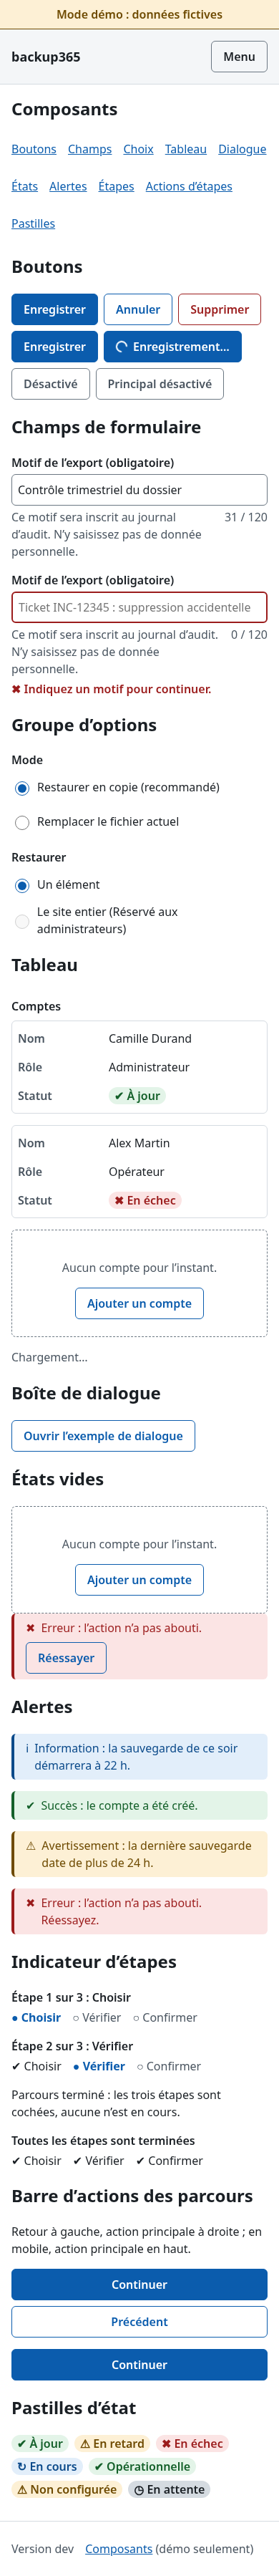 Mode démo : données fictives
backup365
Menu
Composants
Boutons Champs Choix Tableau Dialogue
États Alertes Étapes Actions d’étapes
Pastilles
Boutons
Enregistrer Annuler Supprimer
Enregistrer Enregistrement…
Désactivé Principal désactivé
Champs de formulaire
Motif de l’export (obligatoire)
Contrôle trimestriel du dossier
Ce motif sera inscrit au journal 31 / 120
d’audit. N’y saisissez pas de donnée
personnelle.
Motif de l’export (obligatoire)
Ticket INC-12345 : suppression accidentelle
Ce motif sera inscrit au journal d’audit. 0 / 120
N’y saisissez pas de donnée
personnelle.
✖ Indiquez un motif pour continuer.
Groupe d’options
Mode
Restaurer en copie (recommandé)
Remplacer le fichier actuel
Restaurer
Un élément
Le site entier (Réservé aux
administrateurs)
Tableau
Comptes
Nom Camille Durand
Rôle Administrateur
Statut ✔ À jour
Nom Alex Martin
Rôle Opérateur
Statut ✖ En échec
Aucun compte pour l’instant.
Ajouter un compte
Chargement…
Boîte de dialogue
Ouvrir l’exemple de dialogue
États vides
Aucun compte pour l’instant.
Ajouter un compte
✖ Erreur : l’action n’a pas abouti.
Réessayer
Alertes
i Information : la sauvegarde de ce soir
démarrera à 22 h.
✔ Succès : le compte a été créé.
⚠ Avertissement : la dernière sauvegarde
date de plus de 24 h.
✖ Erreur : l’action n’a pas abouti.
Réessayez.
Indicateur d’étapes
Étape 1 sur 3 : Choisir
● Choisir ○ Vérifier ○ Confirmer
Étape 2 sur 3 : Vérifier
✔ Choisir ● Vérifier ○ Confirmer
Parcours terminé : les trois étapes sont
cochées, aucune n’est en cours.
Toutes les étapes sont terminées
✔ Choisir ✔ Vérifier ✔ Confirmer
Barre d’actions des parcours
Retour à gauche, action principale à droite ; en
mobile, action principale en haut.
Continuer
Précédent
Continuer
Pastilles d’état
✔ À jour ⚠ En retard ✖ En échec
↻ En cours ✔ Opérationnelle
⚠ Non configurée ◷ En attente
Version dev Composants (démo seulement)